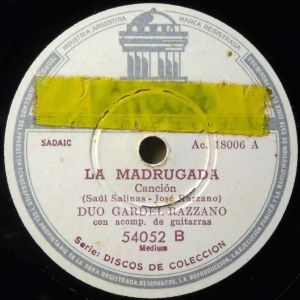 INDUSTRIA ARGENTINA
MARCA REGISTRADA
SADAIC
Ac. 18006 A
LA MADRUGADA
Canción
(Saúl Salinas - José Razzano)
DUO GARDEL-RAZZANO
con acomp. de guitarras
54052 B
Medium
Serie: DISCOS DE COLECCION